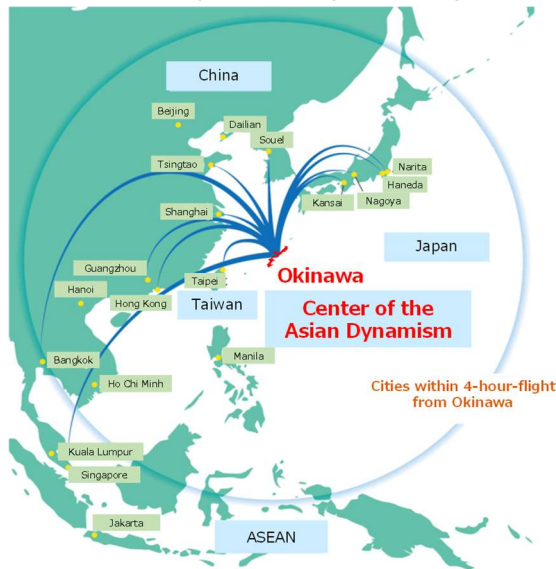 China
Beijing
Dailian
Souel
Tsingtao
Narita
Haneda
Kansai
Nagoya
Shanghai
Japan
Guangzhou
Taipei
Okinawa
Hanoi
Hong Kong
Taiwan
Center of the
Asian Dynamism
Manila
Bangkok
Ho Chi Minh
Cities within 4-hour-flight
from Okinawa
Kuala Lumpur
Singapore
Jakarta
ASEAN